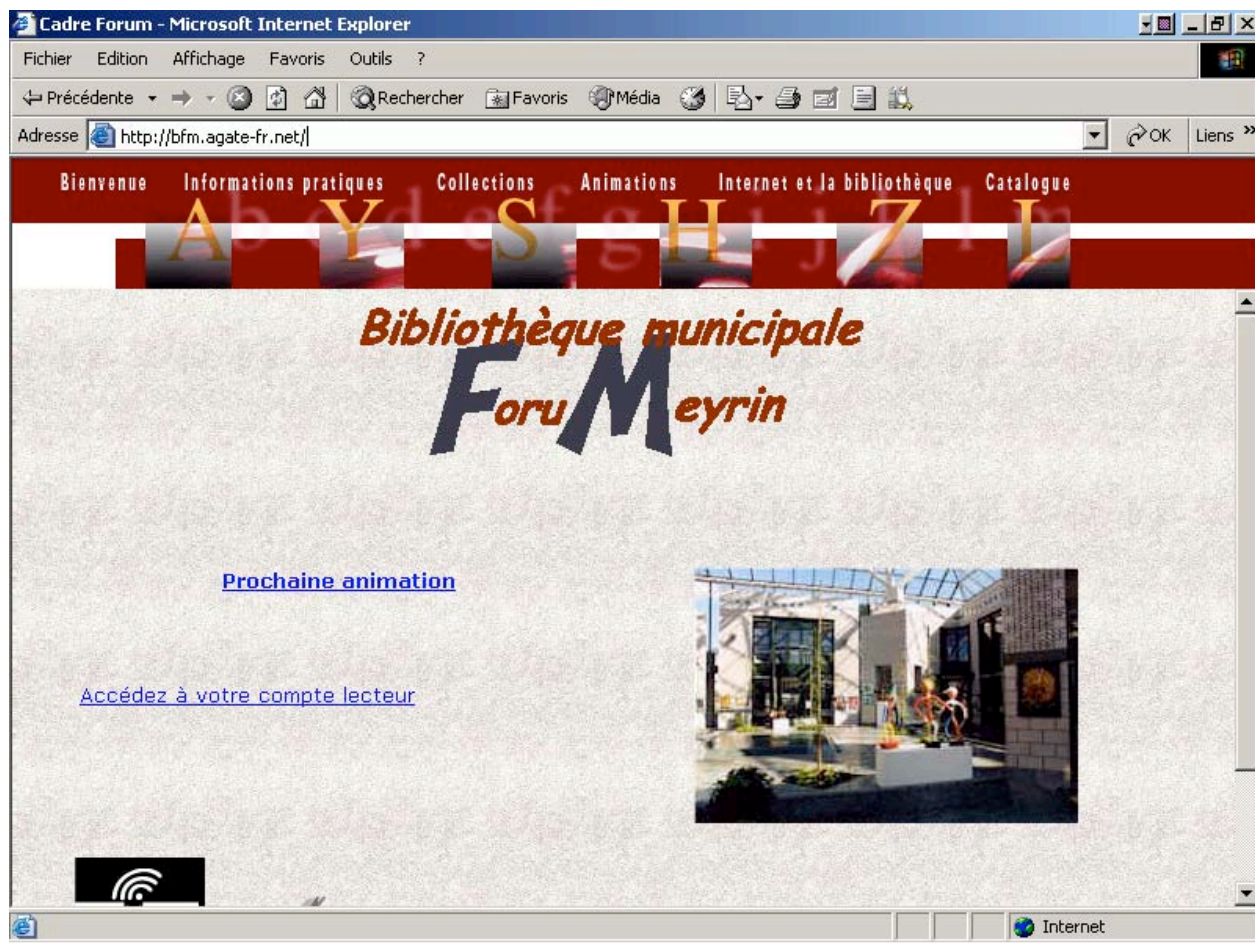 Cadre Forum - Microsoft Internet Explorer
Fichier Edition Affichage Favoris Outils ?
Précédente Rechercher Favoris Média
Adresse http://bfm.agate-fr.net/ OK Liens »
Bienvenue Informations pratiques Collections Animations Internet et la bibliothèque Catalogue
A b c Y d e S f g H i j Z k l L m
Bibliothèque municipale
ForuMeyrin
Prochaine animation
Accédez à votre compte lecteur
Internet